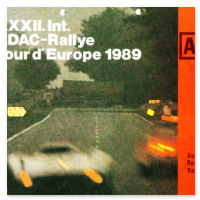 XXII. Int.
DAC-Rallye
our d'Europe 1989
A